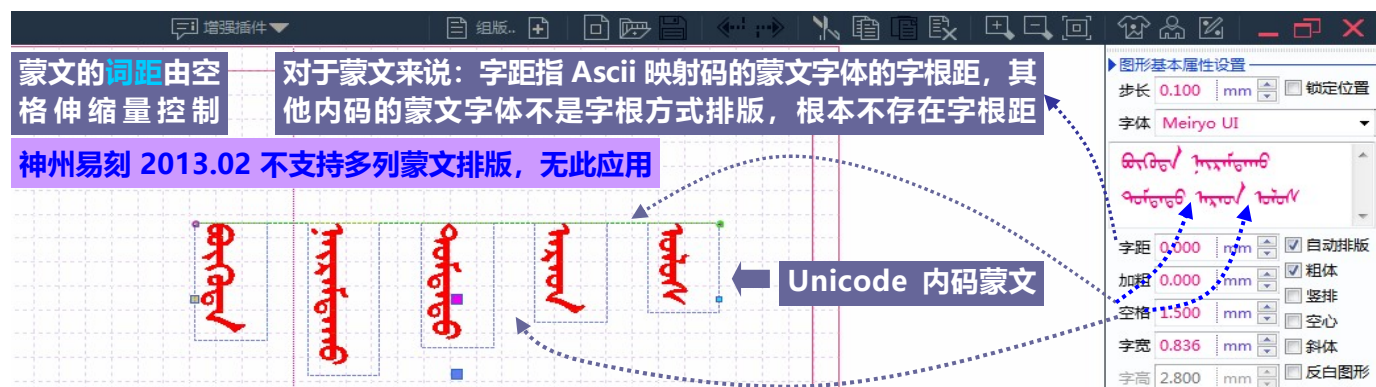 增强插件
组版..
蒙文的词距由空
格伸缩量控制
对于蒙文来说：字距指 Ascii 映射码的蒙文字体的字根距，其
他内码的蒙文字体不是字根方式排版，根本不存在字根距
神州易刻 2013.02 不支持多列蒙文排版，无此应用
Unicode 内码蒙文
图形基本属性设置
步长 0.100 mm 锁定位置
字体 Meiryo UI
字距 0.000 mm 自动排版
加粗 0.000 mm 粗体
竖排
空格 1.500 mm 空心
字宽 0.836 mm 斜体
字高 2.800 mm 反白图形